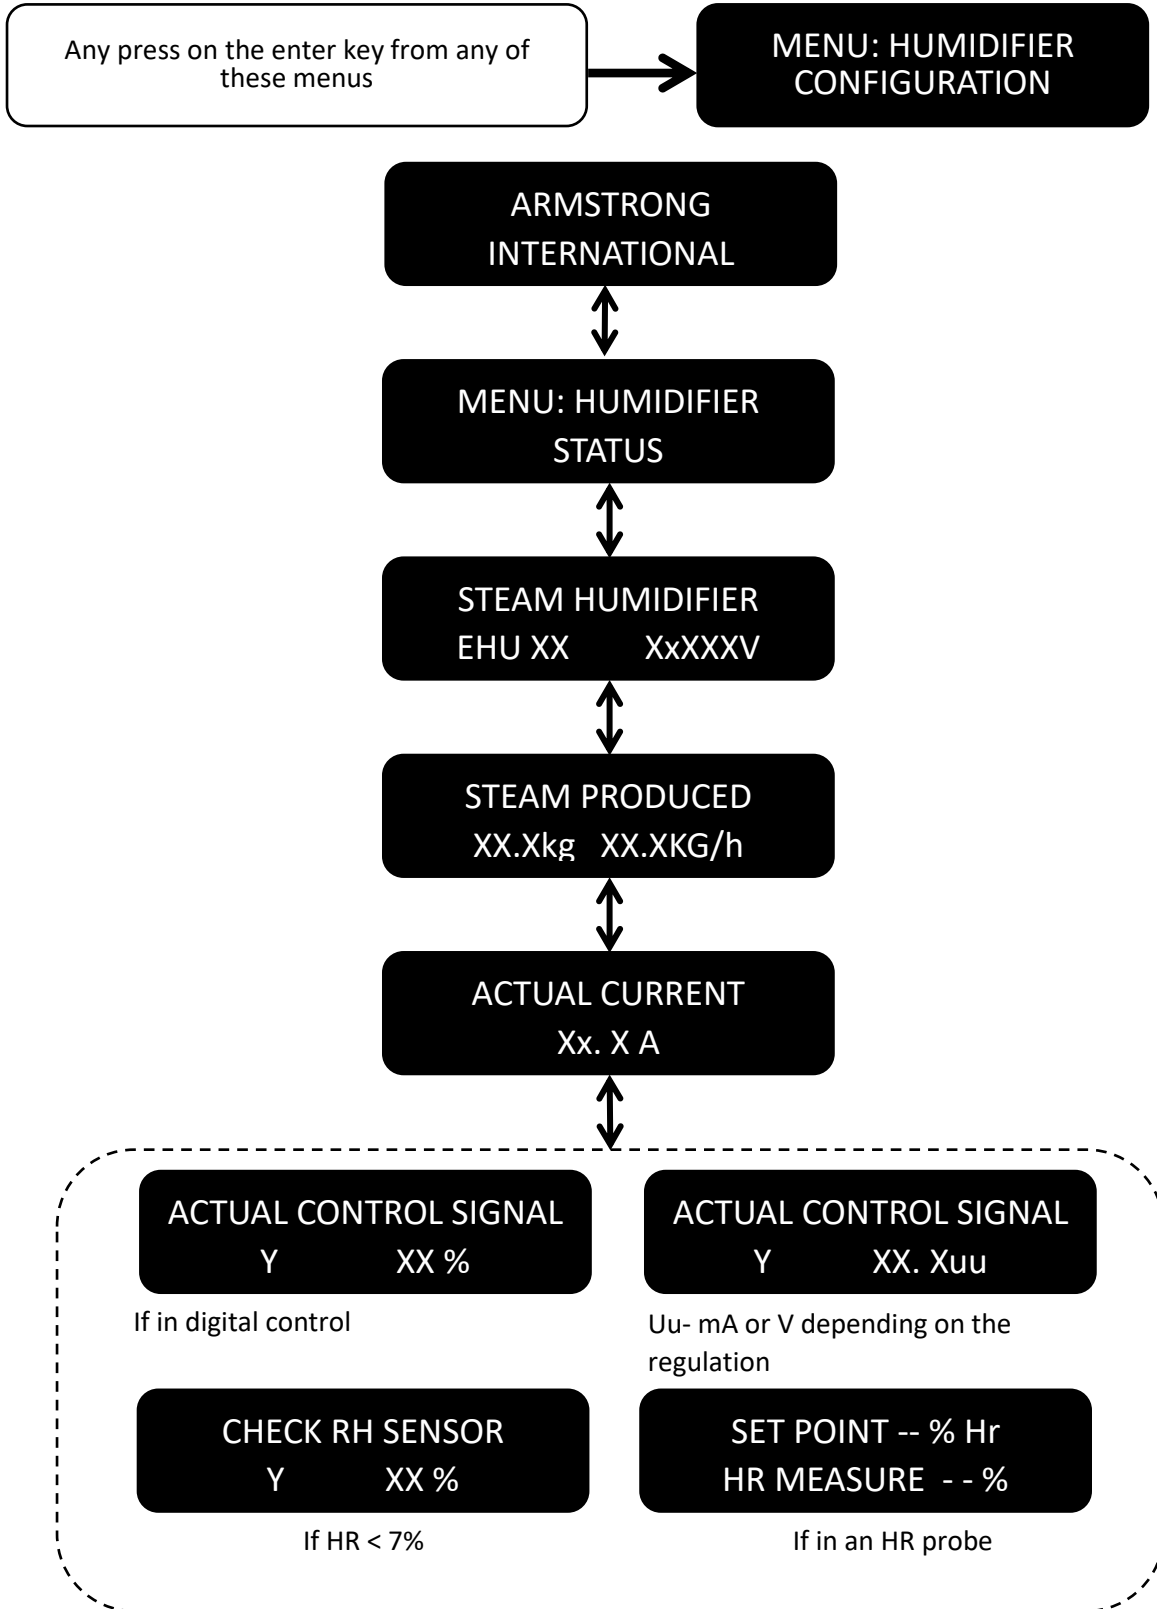 Any press on the enter key from any of
these menus
MENU: HUMIDIFIER
CONFIGURATION
ARMSTRONG
INTERNATIONAL
MENU: HUMIDIFIER
STATUS
STEAM HUMIDIFIER
EHU XX XxXXXV
STEAM PRODUCED
XX.Xkg XX.XKG/h
ACTUAL CURRENT
Xx. X A
ACTUAL CONTROL SIGNAL
Y XX %
If in digital control
ACTUAL CONTROL SIGNAL
Y XX. Xuu
Uu- mA or V depending on the
regulation
CHECK RH SENSOR
Y XX %
If HR < 7%
SET POINT -- % Hr
HR MEASURE - - %
If in an HR probe